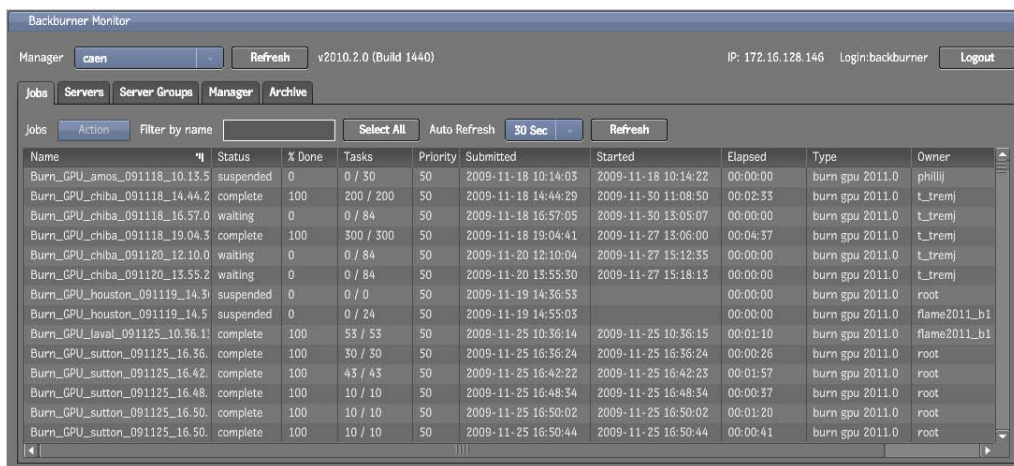 Backburner Monitor
Manager caen Refresh v2010.2.0 (Build 1440) IP: 172.16.128.146 Login:backburner Logout
Jobs Servers Server Groups Manager Archive
Jobs Action Filter by name Select All Auto Refresh 30 Sec Refresh
Name Status % Done Tasks Priority Submitted Started Elapsed Type Owner
Burn_GPU_amos_091118_10.13.5 suspended 0 0 / 30 50 2009-11-18 10:14:03 2009-11-18 10:14:22 00:00:00 burn gpu 2011.0 phillij
Burn_GPU_chiba_091118_14.44.2 complete 100 200 / 200 50 2009-11-18 14:44:29 2009-11-30 11:08:50 00:02:33 burn gpu 2011.0 t_tremj
Burn_GPU_chiba_091118_16.57.0 waiting 0 0 / 84 50 2009-11-18 16:57:05 2009-11-30 13:05:07 00:00:00 burn gpu 2011.0 t_tremj
Burn_GPU_chiba_091118_19.04.3 complete 100 300 / 300 50 2009-11-18 19:04:41 2009-11-27 13:06:00 00:04:37 burn gpu 2011.0 t_tremj
Burn_GPU_chiba_091120_12.10.0 waiting 0 0 / 84 50 2009-11-20 12:10:04 2009-11-27 15:12:35 00:00:00 burn gpu 2011.0 t_tremj
Burn_GPU_chiba_091120_13.55.2 waiting 0 0 / 84 50 2009-11-20 13:55:30 2009-11-27 15:18:13 00:00:00 burn gpu 2011.0 t_tremj
Burn_GPU_houston_091119_14.3 suspended 0 0 / 0 50 2009-11-19 14:36:53 00:00:00 burn gpu 2011.0 root
Burn_GPU_houston_091119_14.5 suspended 0 0 / 24 50 2009-11-19 14:55:03 00:00:00 burn gpu 2011.0 flame2011_b1
Burn_GPU_laval_091125_10.36.1 complete 100 53 / 53 50 2009-11-25 10:36:14 2009-11-25 10:36:15 00:01:10 burn gpu 2011.0 flame2011_b1
Burn_GPU_sutton_091125_16.36. complete 100 30 / 30 50 2009-11-25 16:36:24 2009-11-25 16:36:24 00:00:26 burn gpu 2011.0 root
Burn_GPU_sutton_091125_16.42. complete 100 43 / 43 50 2009-11-25 16:42:22 2009-11-25 16:42:23 00:01:57 burn gpu 2011.0 root
Burn_GPU_sutton_091125_16.48. complete 100 10 / 10 50 2009-11-25 16:48:34 2009-11-25 16:48:34 00:00:37 burn gpu 2011.0 root
Burn_GPU_sutton_091125_16.50. complete 100 10 / 10 50 2009-11-25 16:50:02 2009-11-25 16:50:02 00:01:20 burn gpu 2011.0 root
Burn_GPU_sutton_091125_16.50. complete 100 10 / 10 50 2009-11-25 16:50:44 2009-11-25 16:50:44 00:00:41 burn gpu 2011.0 root